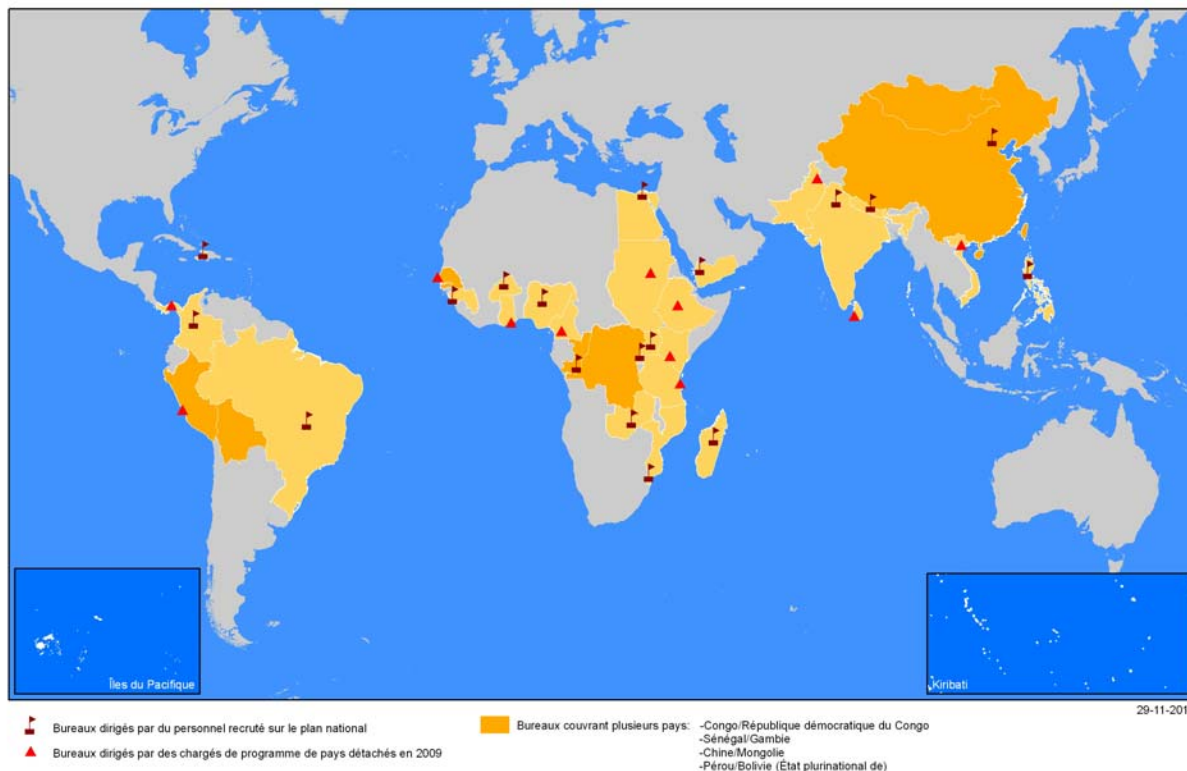 Îles du Pacifique
Kiribati
29-11-201
Bureaux dirigés par du personnel recruté sur le plan national
Bureaux dirigés par des chargés de programme de pays détachés en 2009
Bureaux couvrant plusieurs pays:
-Congo/République démocratique du Congo
-Sénégal/Gambie
-Chine/Mongolie
-Pérou/Bolivie (État plurinational de)